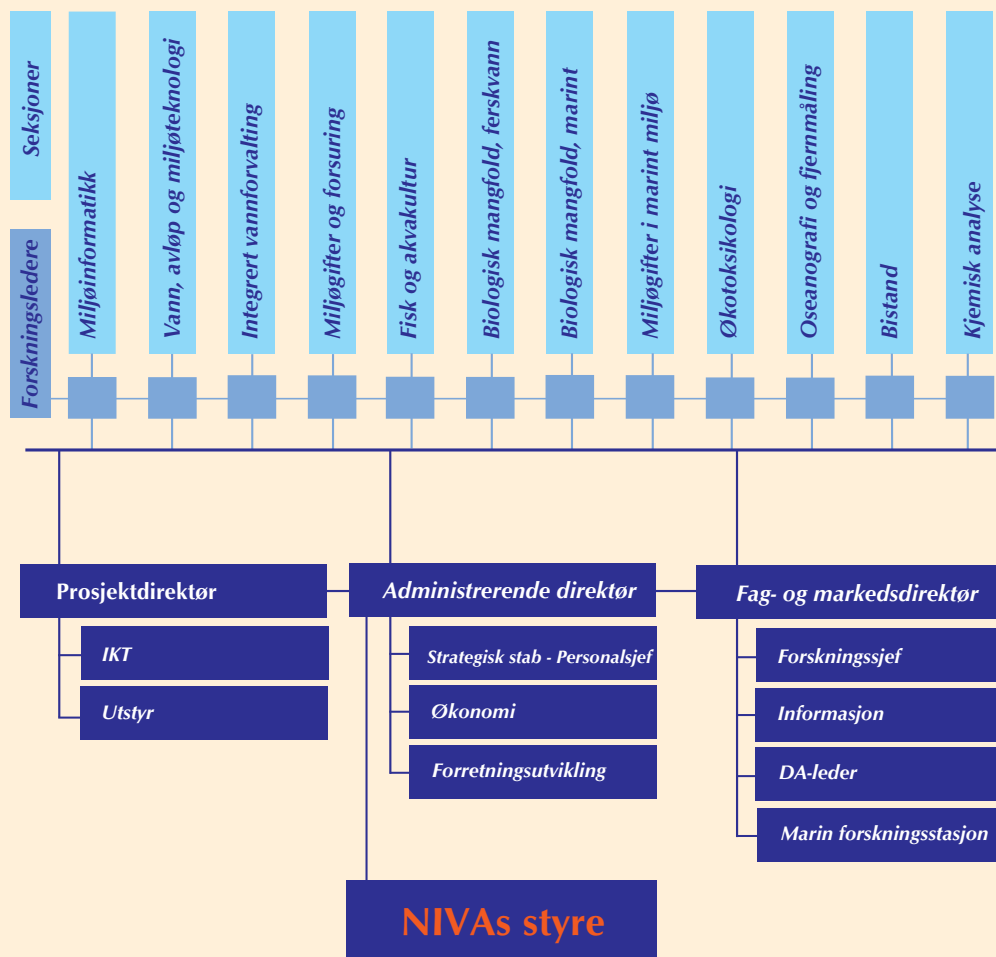 Seksjoner
Forskningsledere
Miljøinformatikk
Vann, avløp og miljøteknologi
Integrert vannforvalting
Miljøgifter og forsuring
Fisk og akvakultur
Biologisk mangfold, ferskvann
Biologisk mangfold, marint
Miljøgifter i marint miljø
Økotoksikologi
Oseanografi og fjernmåling
Bistand
Kjemisk analyse
Prosjektdirektør
IKT
Utstyr
Administrerende direktør
Strategisk stab - Personalsjef
Økonomi
Forretningsutvikling
Fag- og markedsdirektør
Forskningssjef
Informasjon
DA-leder
Marin forskningsstasjon
NIVAs styre